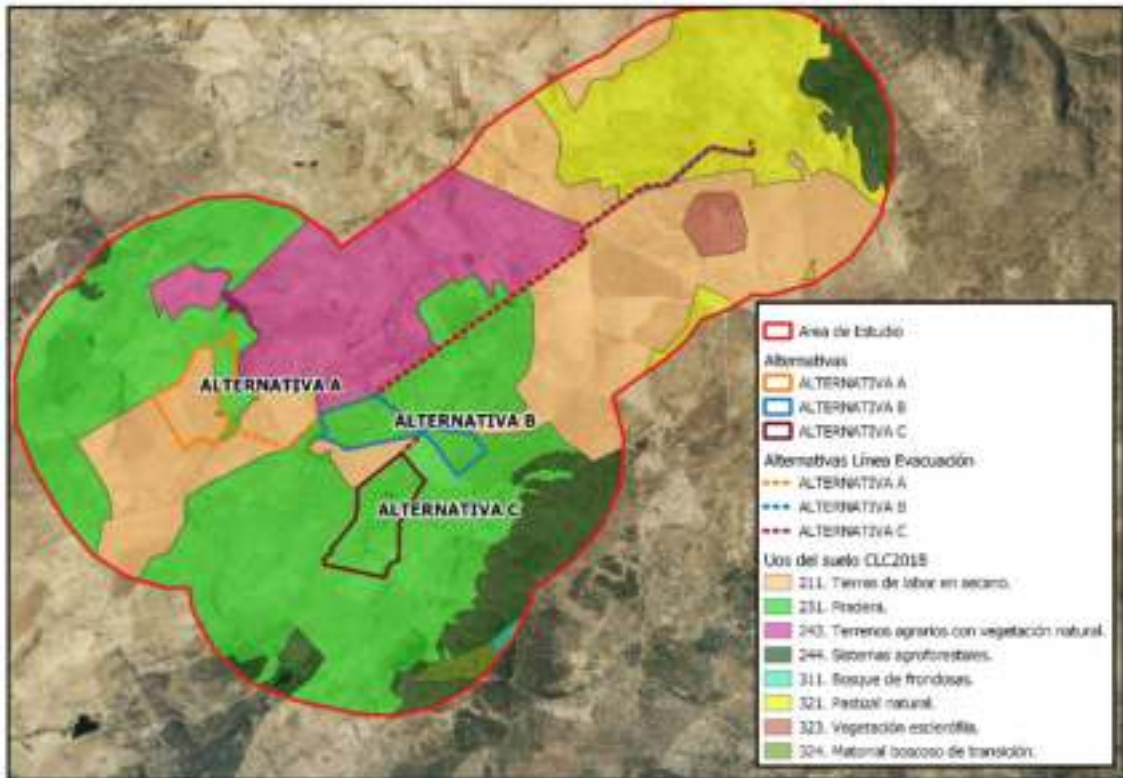 ALTERNATIVA A
ALTERNATIVA B
ALTERNATIVA C
Area de Estudio
Alternativas
ALTERNATIVA A
ALTERNATIVA B
ALTERNATIVA C
Alternativas Línea Evacuación
ALTERNATIVA A
ALTERNATIVA B
ALTERNATIVA C
Uos del suelo CLC2018
211. Tierras de labor en secano.
231. Pradera.
243. Terrenos agrarios con vegetación natural.
244. Sistemas agroforestales.
311. Bosque de frondosas.
321. Pastizal natural.
323. Vegetación esclerófila.
324. Matorral boscoso de transición.